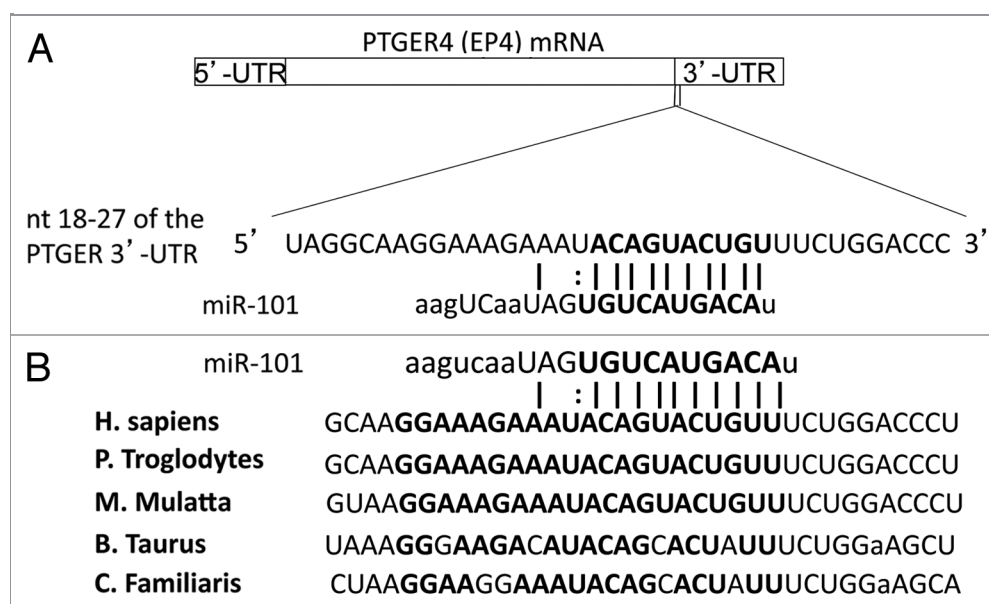 A
PTGER4 (EP4) mRNA
5’-UTR 3’-UTR
nt 18-27 of the
PTGER 3’-UTR
5’ UAGGCAAGGAAAGAAAUACAGUACUGUUUCUGGACCC 3’
miR-101 aagUCaaUAGUGUCAUGACAu
B
miR-101 aagucaaUAGUGUCAUGACAu
H. sapiens GCAAGGAAAGAAAUACAGUACUGUUUCUGGACCCU
P. Troglodytes GCAAGGAAAGAAAUACAGUACUGUUUCUGGACCCU
M. Mulatta GUAAGGAAAGAAAUACAGUACUGUUUCUGGACCCU
B. Taurus UAAAGGGAAGACAUACAGCACUAUUUCUGGaAGCU
C. Familiaris CUAAGGAAGGAAAUACAGCACUAUUUCUGGaAGCA